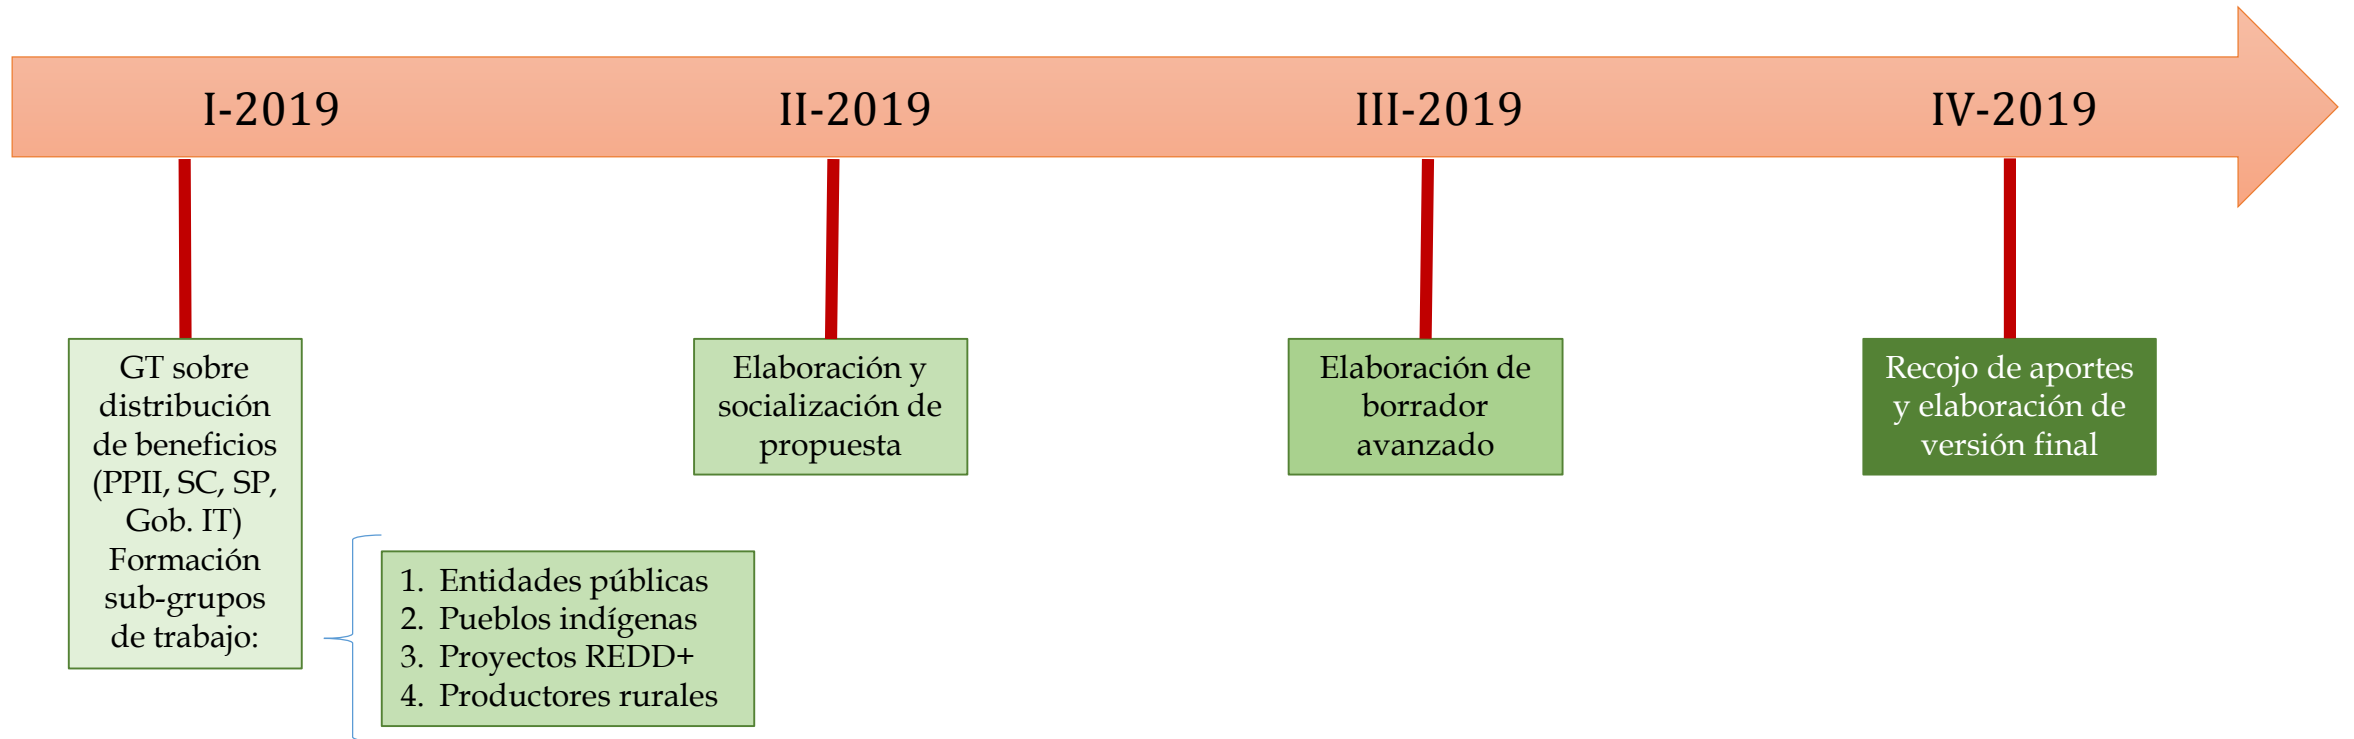 I-2019
II-2019
III-2019
IV-2019
GT sobre
distribución
de beneficios
(PPII, SC, SP,
Gob. IT)
Formación
sub-grupos
de trabajo:
1. Entidades públicas
2. Pueblos indígenas
3. Proyectos REDD+
4. Productores rurales
Elaboración y
socialización de
propuesta
Elaboración de
borrador
avanzado
Recojo de aportes
y elaboración de
versión final